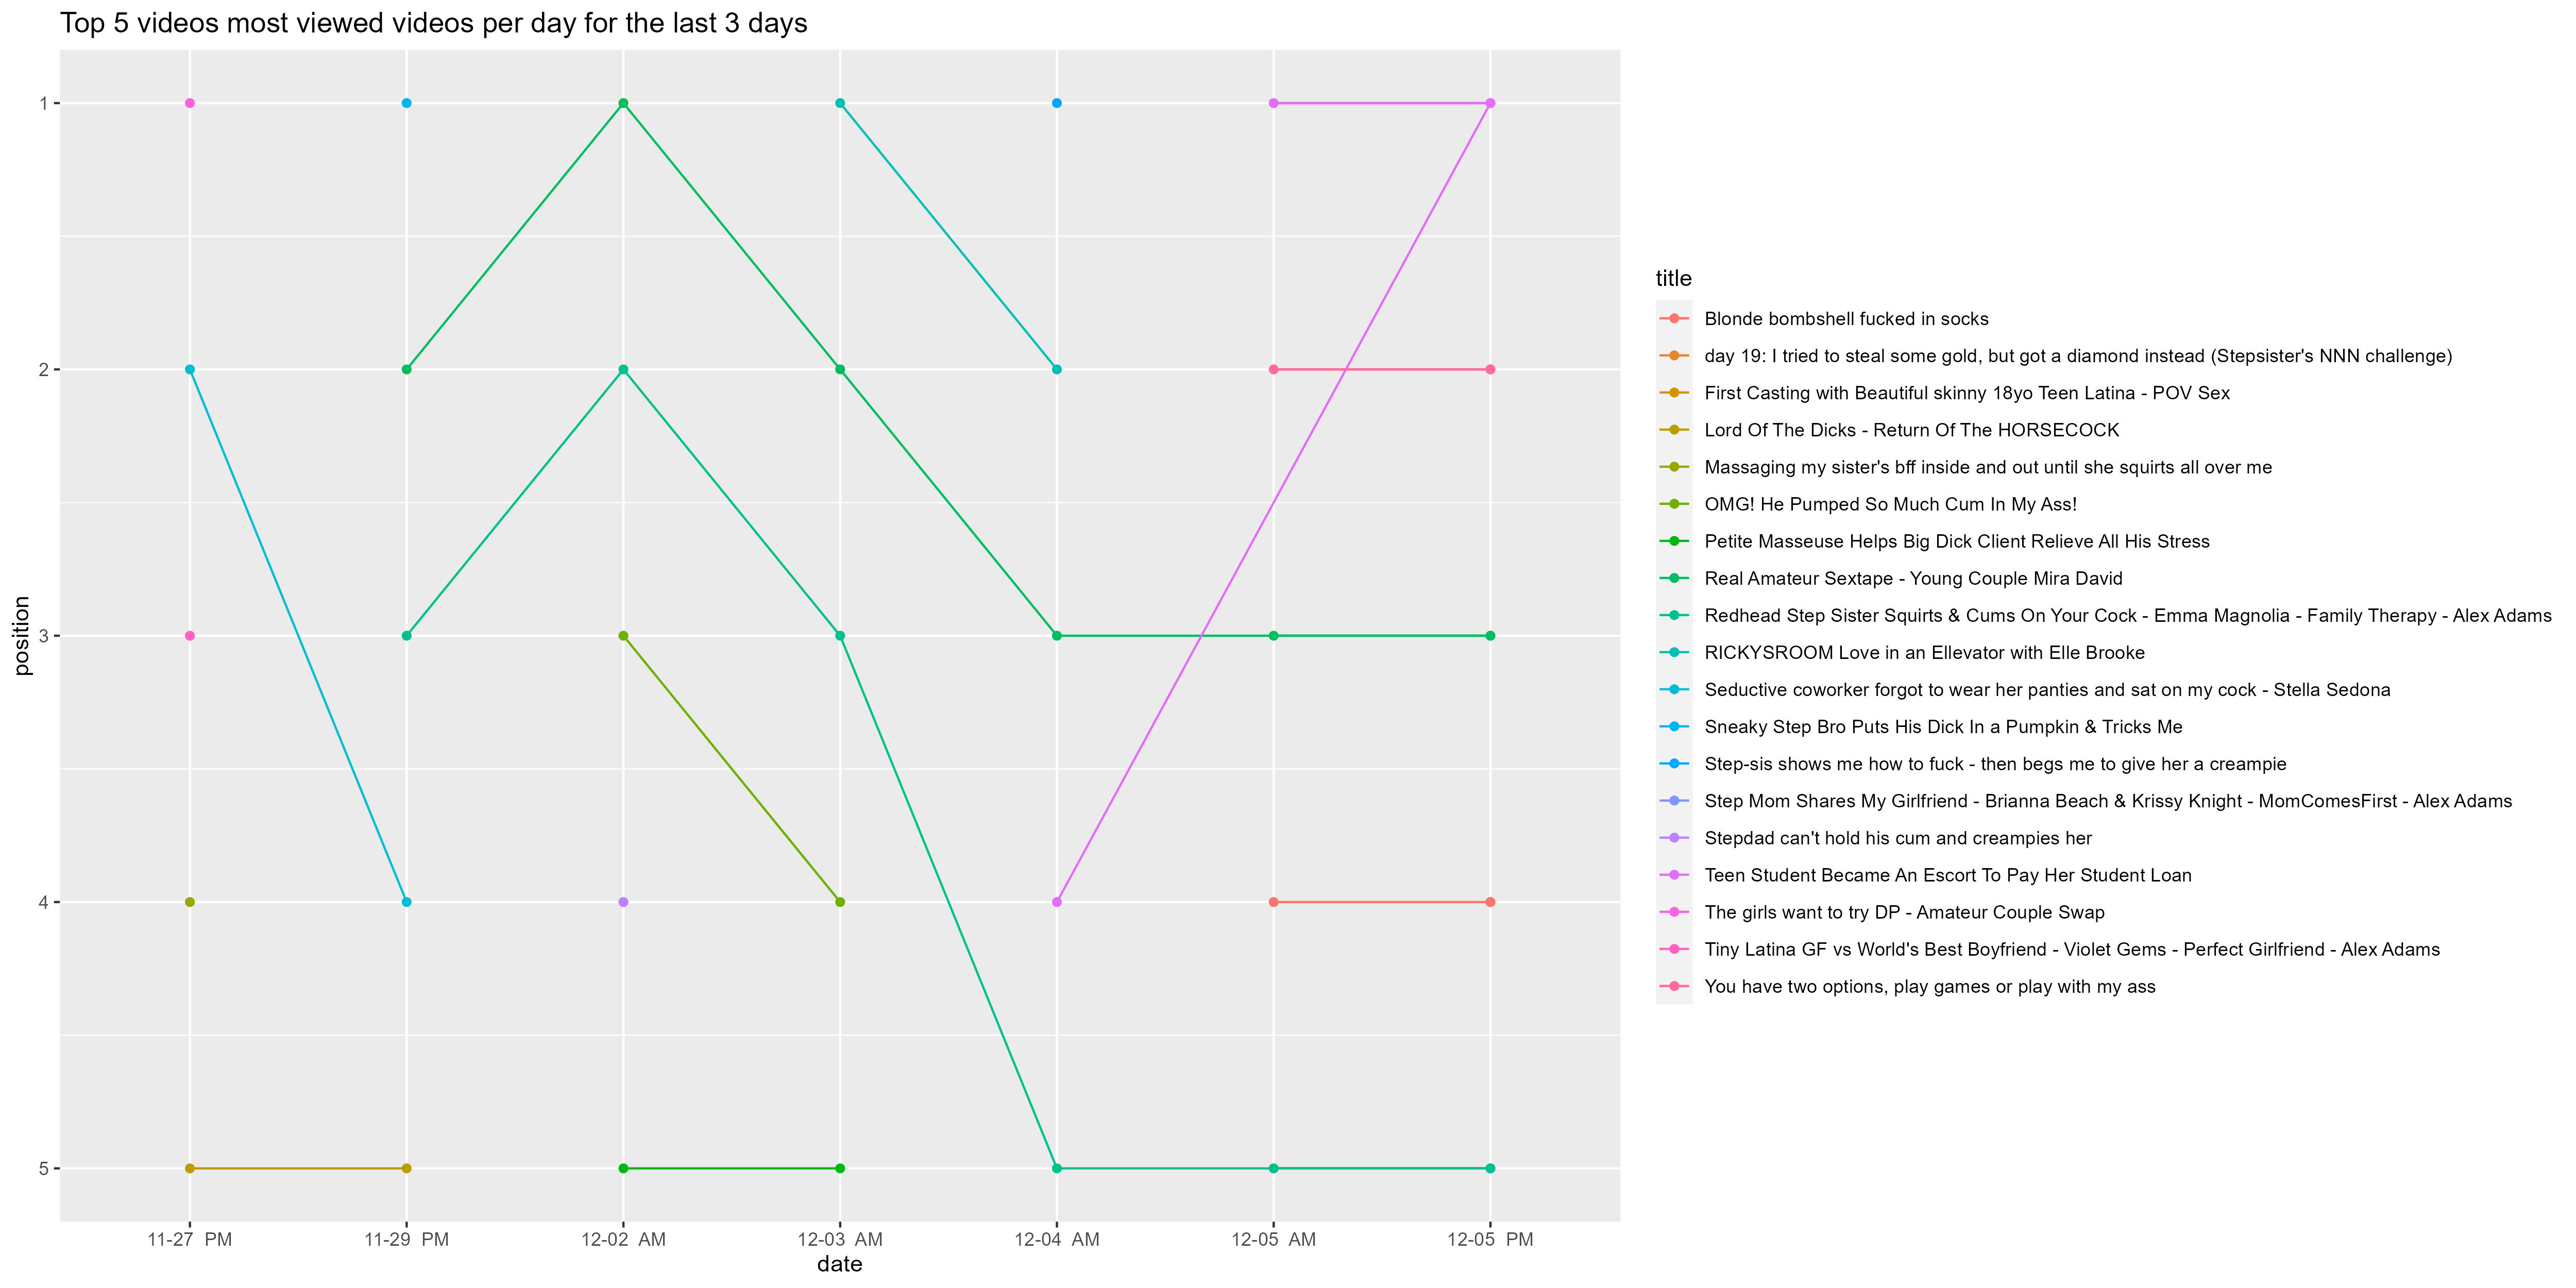 Top 5 videos most viewed videos per day for the last 3 days
position
1
2
3
4
5
11-27 PM
11-29 PM
12-02 AM
12-03 AM
12-04 AM
12-05 AM
12-05 PM
date
title
Blonde bombshell fucked in socks
day 19: I tried to steal some gold, but got a diamond instead (Stepsister's NNN challenge)
First Casting with Beautiful skinny 18yo Teen Latina - POV Sex
Lord Of The Dicks - Return Of The HORSECOCK
Massaging my sister's bff inside and out until she squirts all over me
OMG! He Pumped So Much Cum In My Ass!
Petite Masseuse Helps Big Dick Client Relieve All His Stress
Real Amateur Sextape - Young Couple Mira David
Redhead Step Sister Squirts & Cums On Your Cock - Emma Magnolia - Family Therapy - Alex Adams
RICKYSROOM Love in an Ellevator with Elle Brooke
Seductive coworker forgot to wear her panties and sat on my cock - Stella Sedona
Sneaky Step Bro Puts His Dick In a Pumpkin & Tricks Me
Step-sis shows me how to fuck - then begs me to give her a creampie
Step Mom Shares My Girlfriend - Brianna Beach & Krissy Knight - MomComesFirst - Alex Adams
Stepdad can't hold his cum and creampies her
Teen Student Became An Escort To Pay Her Student Loan
The girls want to try DP - Amateur Couple Swap
Tiny Latina GF vs World's Best Boyfriend - Violet Gems - Perfect Girlfriend - Alex Adams
You have two options, play games or play with my ass